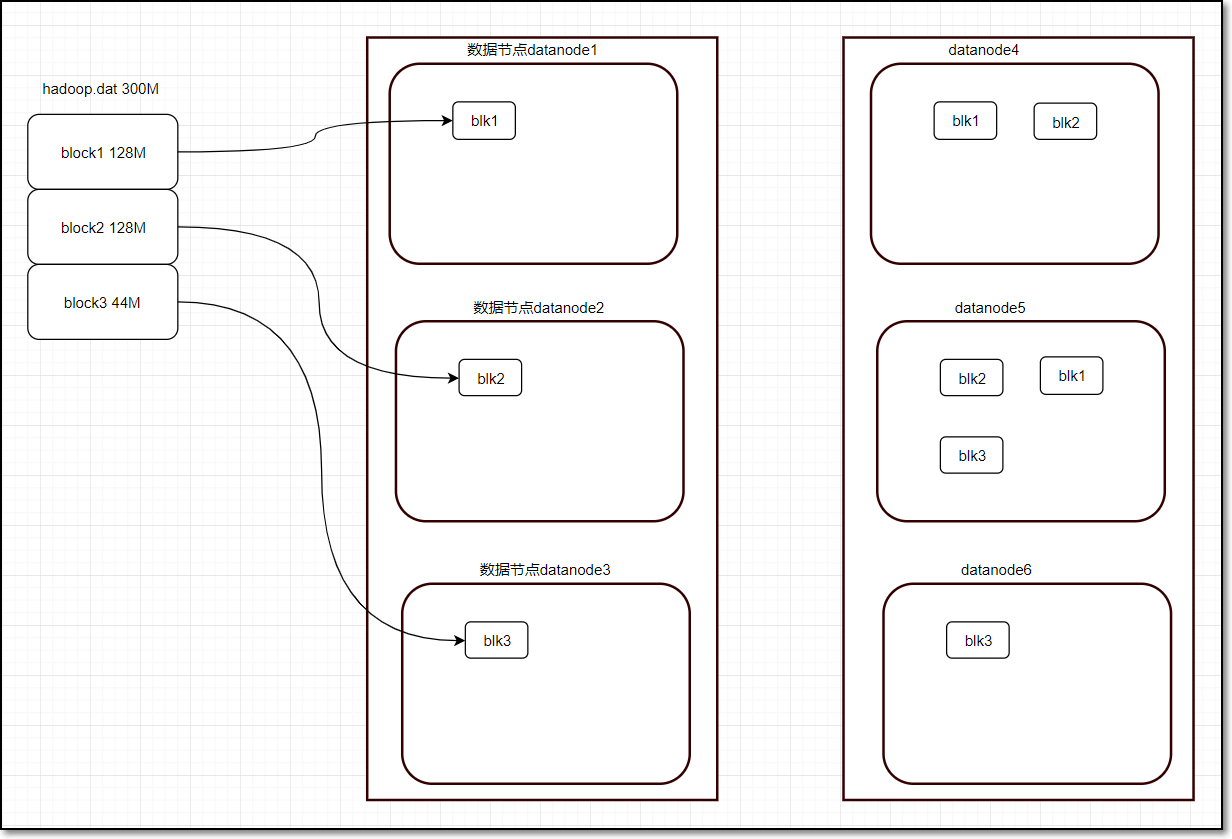 hadoop.dat 300M
block1 128M
block2 128M
block3 44M
数据节点datanode1
blk1
数据节点datanode2
blk2
数据节点datanode3
blk3
datanode4
blk1
blk2
datanode5
blk2
blk1
blk3
datanode6
blk3